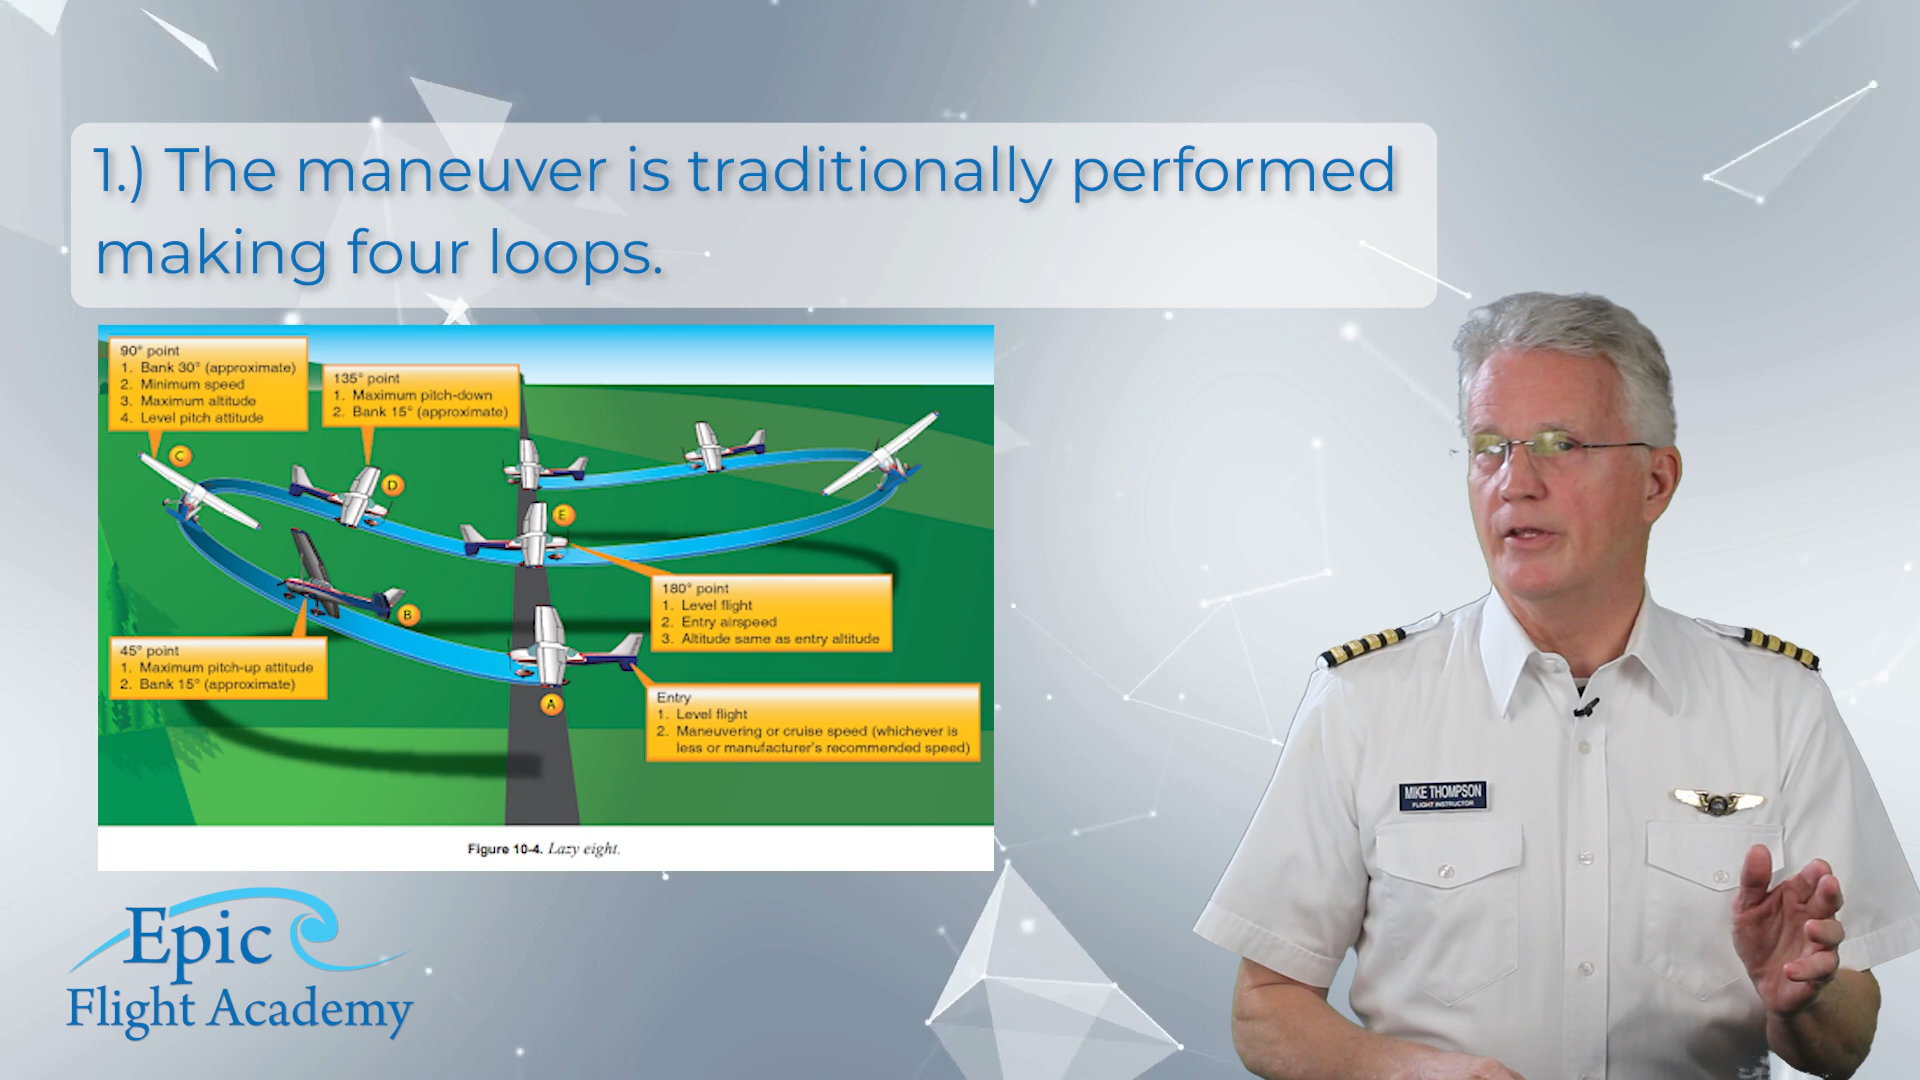 1.) The maneuver is traditionally performed
making four loops.
90° point
1. Bank 30° (approximate)
2. Minimum speed
3. Maximum altitude
4. Level pitch attitude
135° point
1. Maximum pitch-down
2. Bank 15° (approximate)
C
D
E
180° point
1. Level flight
2. Entry airspeed
3. Altitude same as entry altitude
B
45° point
1. Maximum pitch-up attitude
2. Bank 15° (approximate)
A
Entry
1. Level flight
2. Maneuvering or cruise speed (whichever is
less or manufacturer's recommended speed)
Figure 10-4. Lazy eight.
MIKE THOMPSON
FLIGHT INSTRUCTOR
Epic
Flight Academy